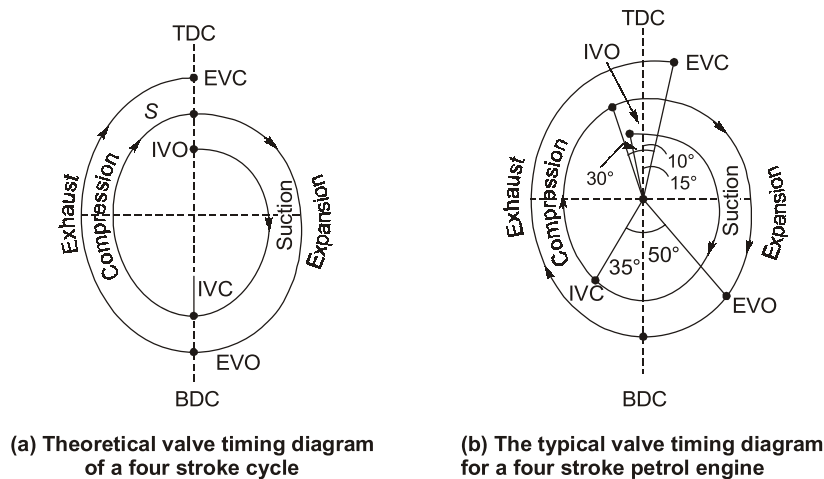 TDC
EVC
S
IVO
Exhaust
Compression
Suction
Expansion
IVC
EVO
BDC
(a) Theoretical valve timing diagram
of a four stroke cycle
TDC
IVO
EVC
30°
10°
15°
Exhaust
Compression
Suction
Expansion
35°
50°
IVC
EVO
BDC
(b) The typical valve timing diagram
for a four stroke petrol engine